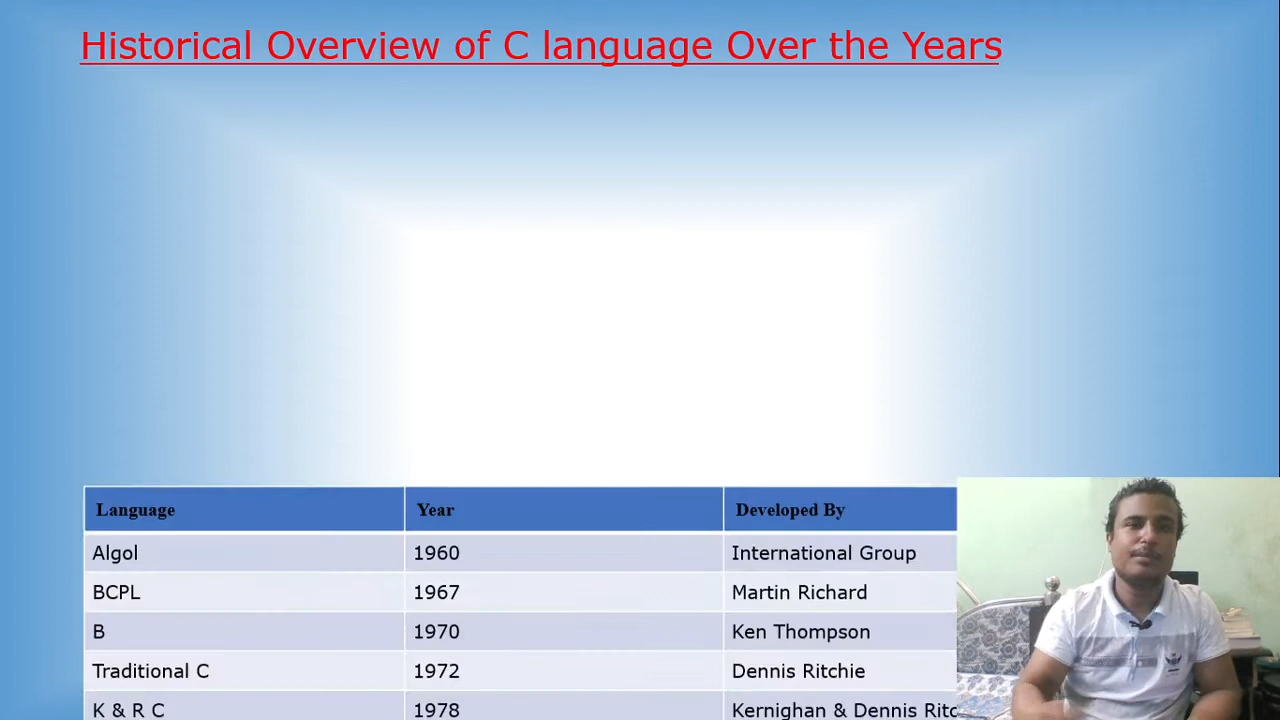 Historical Overview of C language Over the Years
Language Year Developed By
Algol 1960 International Group
BCPL 1967 Martin Richard
B 1970 Ken Thompson
Traditional C 1972 Dennis Ritchie
K & R C 1978 Kernighan & Dennis Ritc